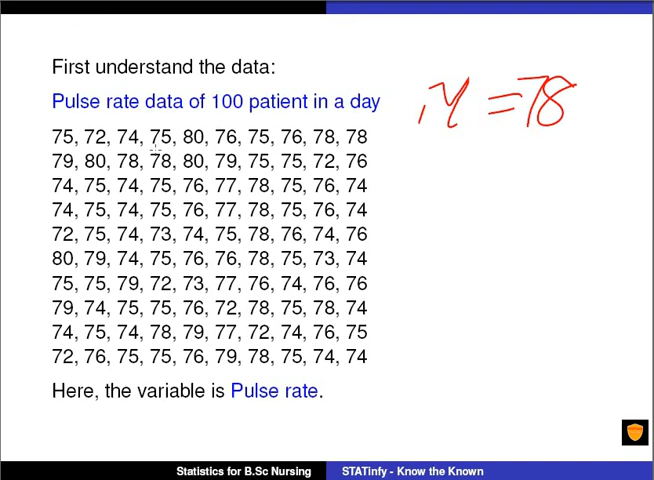 First understand the data:
Pulse rate data of 100 patient in a day
75, 72, 74, 75, 80, 76, 75, 76, 78, 78
79, 80, 78, 78, 80, 79, 75, 75, 72, 76
74, 75, 74, 75, 76, 77, 78, 75, 76, 74
74, 75, 74, 75, 76, 77, 78, 75, 76, 74
72, 75, 74, 73, 74, 75, 78, 76, 74, 76
80, 79, 74, 75, 76, 76, 78, 75, 73, 74
75, 75, 79, 72, 73, 77, 76, 74, 76, 76
79, 74, 75, 75, 76, 72, 78, 75, 78, 74
74, 75, 74, 78, 79, 77, 72, 74, 76, 75
72, 76, 75, 75, 76, 79, 78, 75, 74, 74
Here, the variable is Pulse rate.
= 78
Statistics for B.Sc Nursing
STATinfy - Know the Known